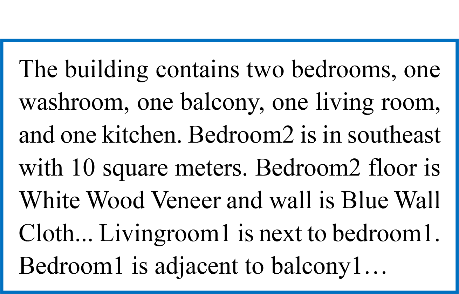 The building contains two bedrooms, one
washroom, one balcony, one living room,
and one kitchen. Bedroom2 is in southeast
with 10 square meters. Bedroom2 floor is
White Wood Veneer and wall is Blue Wall
Cloth... Livingroom1 is next to bedroom1.
Bedroom1 is adjacent to balcony1…